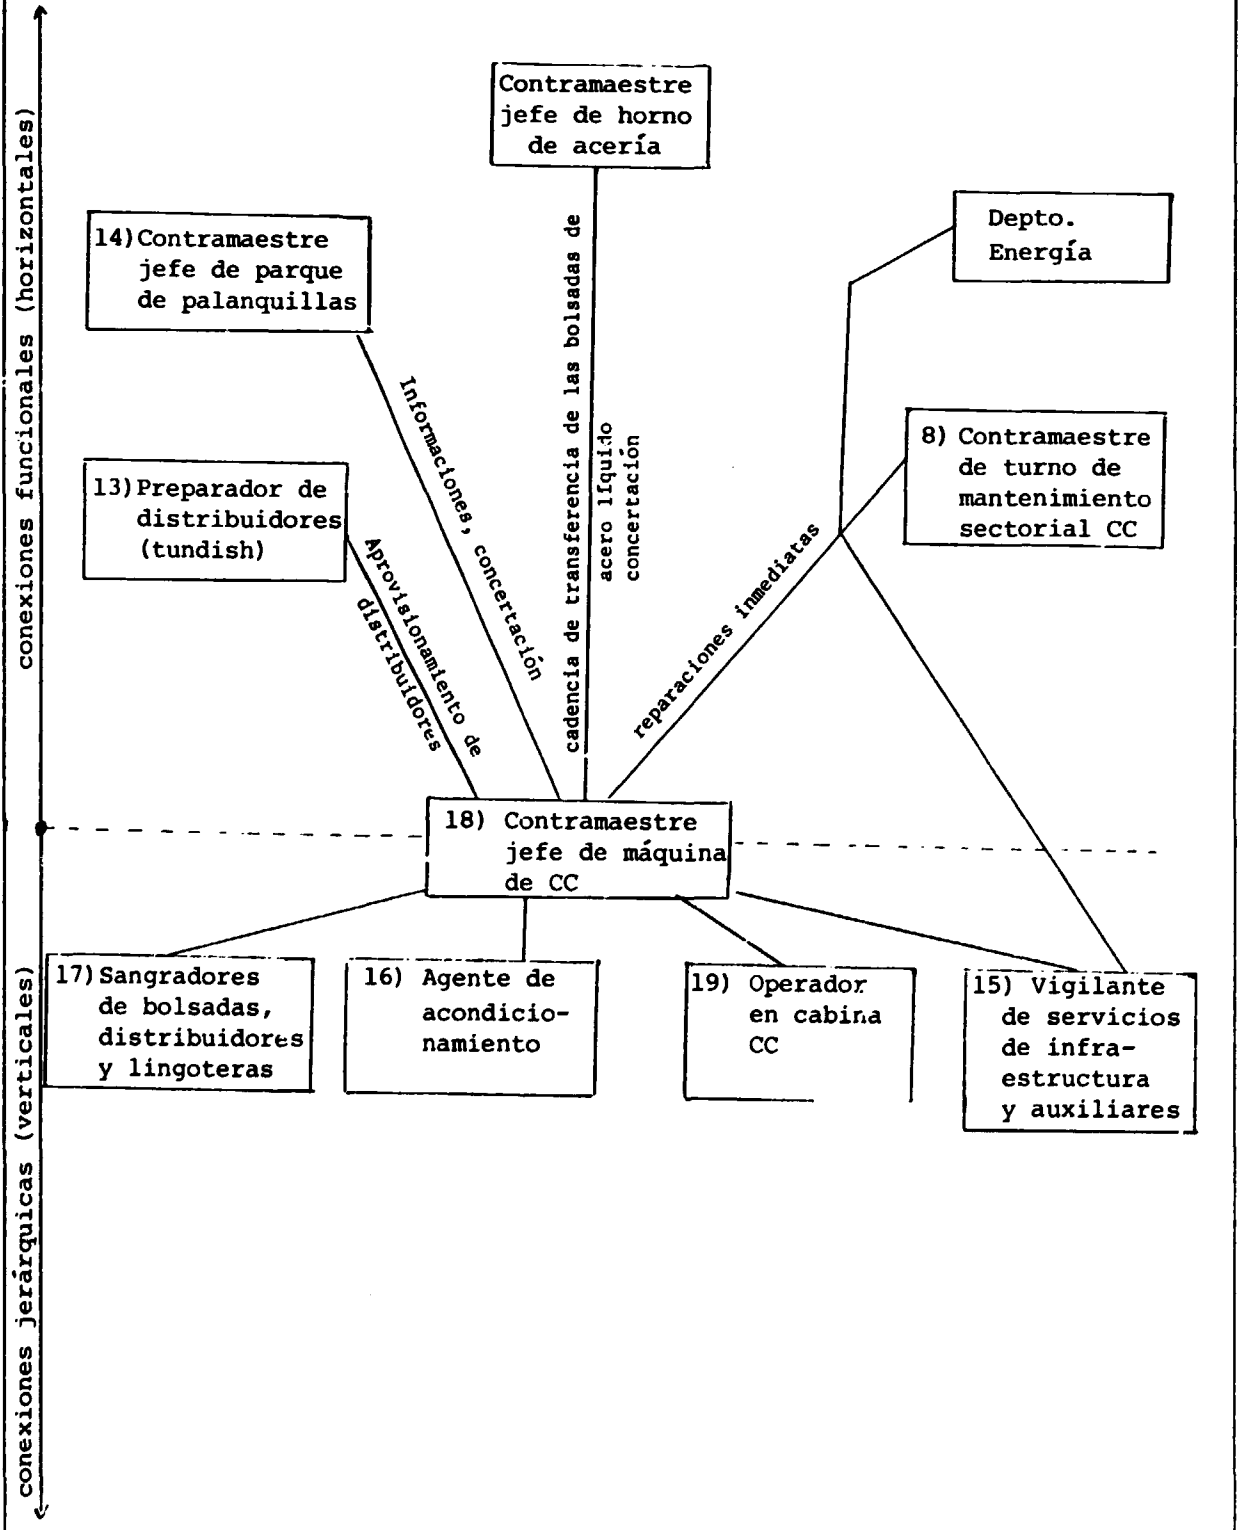 Contramaestre
jefe de horno
de acería
Depto.
Energía
14) Contramaestre
jefe de parque
de palanquillas
8) Contramaestre
de turno de
mantenimiento
sectorial CC
13) Preparador de
distribuidores
(tundish)
conexiones funcionales (horizontales)
Aprovisionamiento de
distribuidores
Informaciones, concertación
cadencia de transferencia de las bolsadas de
acero líquido
concertación
reparaciones inmediatas
18) Contramaestre
jefe de máquina
de CC
17) Sangradores
de bolsadas,
distribuidores
y lingoteras
16) Agente de
acondicio-
namiento
19) Operador
en cabina
CC
15) Vigilante
de servicios
de infra-
estructura
y auxiliares
conexiones jerárquicas (verticales)